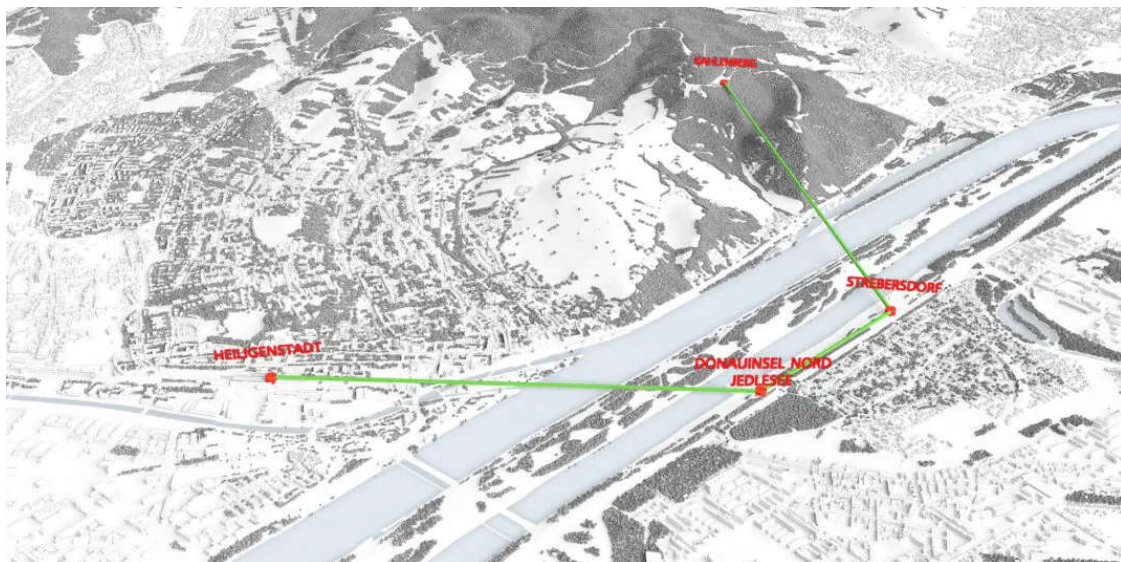 KAHLENBERG
STREBERSDORF
HEILIGENSTADT
DONAUINSEL NORD
JEDLESEE